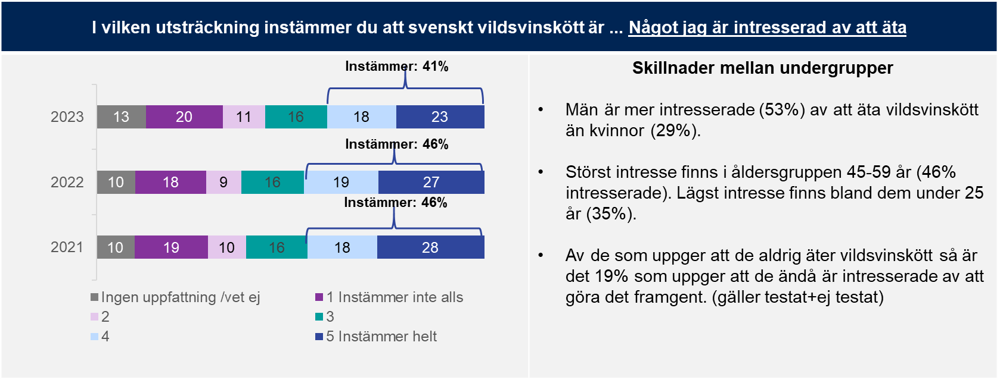 I vilken utsträckning instämmer du att svenskt vildsvinskött är ... Något jag är intresserad av att äta
Instämmer: 41%
2023
13 20 11 16 18 23
Instämmer: 46%
2022
10 18 9 16 19 27
Instämmer: 46%
2021
10 19 10 16 18 28
Ingen uppfattning /vet ej
1 Instämmer inte alls
2
3
4
5 Instämmer helt
Skillnader mellan undergrupper
• Män är mer intresserade (53%) av att äta vildsvinskött
än kvinnor (29%).
• Störst intresse finns i åldersgruppen 45-59 år (46%
intresserade). Lägst intresse finns bland dem under 25
år (35%).
• Av de som uppger att de aldrig äter vildsvinskött så är
det 19% som uppger att de ändå är intresserade av att
göra det framgent. (gäller testat+ej testat)